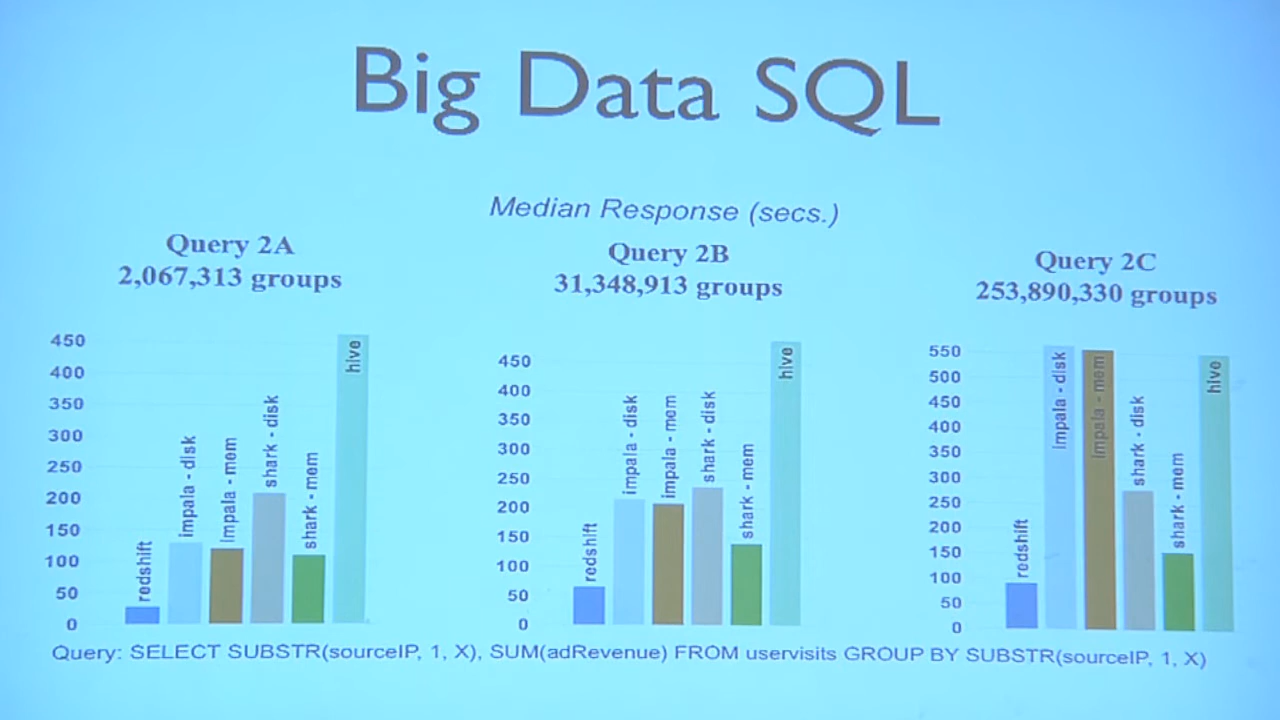 Big Data SQL
Median Response (secs.)
Query 2A
2,067,313 groups
450
400
350
300
250
200
150
100
50
0
redshift
impala - disk
impala - mem
shark - disk
shark - mem
hive
Query 2B
31,348,913 groups
450
400
350
300
250
200
150
100
50
0
redshift
impala - disk
impala - mem
shark - disk
shark - mem
hive
Query 2C
253,890,330 groups
550
500
450
400
350
300
250
200
150
100
50
0
redshift
impala - disk
impala - mem
shark - disk
shark - mem
hive
Query: SELECT SUBSTR(sourceIP, 1, X), SUM(adRevenue) FROM uservisits GROUP BY SUBSTR(sourceIP, 1, X)